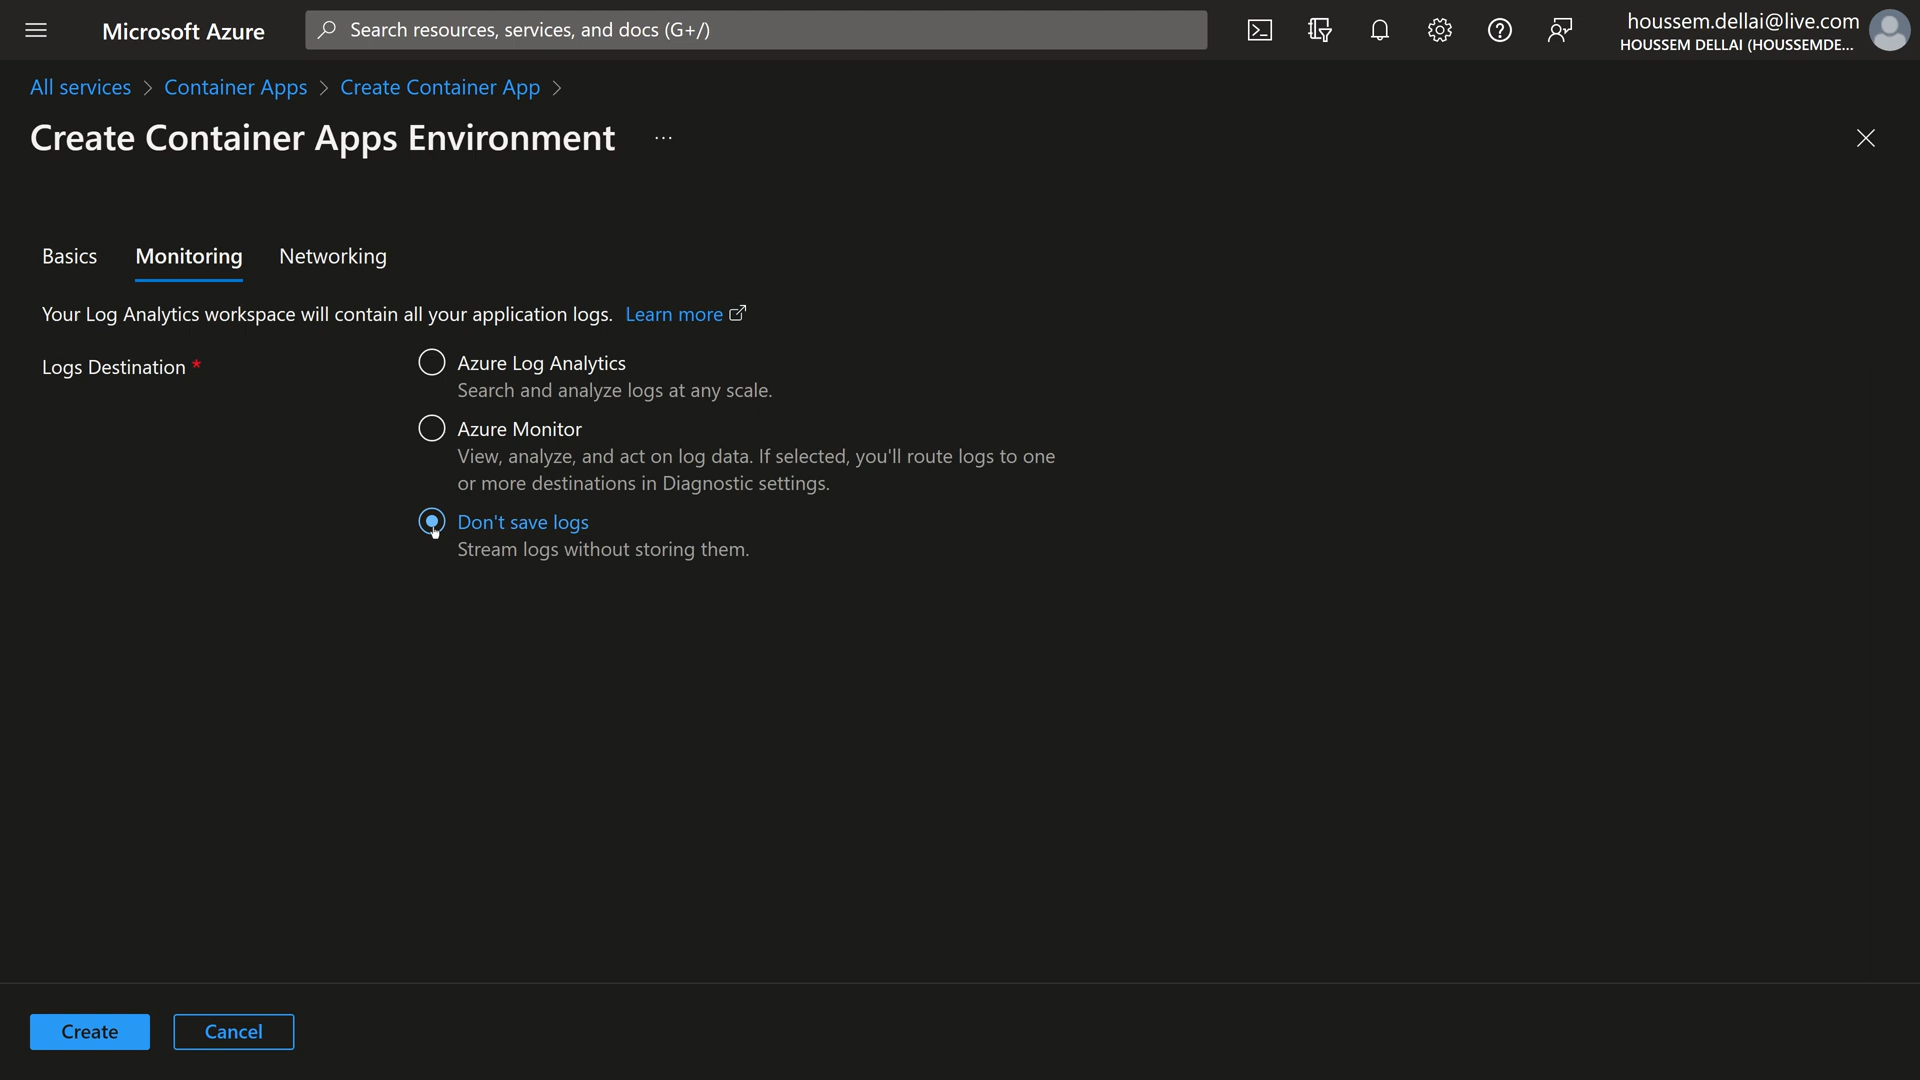 Microsoft Azure
Search resources, services, and docs (G+/)
houssem.dellai@live.com
HOUSSEM DELLAI (HOUSSEMDE...
All services > Container Apps > Create Container App >
Create Container Apps Environment ...
Basics Monitoring Networking
Your Log Analytics workspace will contain all your application logs. Learn more
Logs Destination *
Azure Log Analytics
Search and analyze logs at any scale.
Azure Monitor
View, analyze, and act on log data. If selected, you'll route logs to one
or more destinations in Diagnostic settings.
Don't save logs
Stream logs without storing them.
Create Cancel